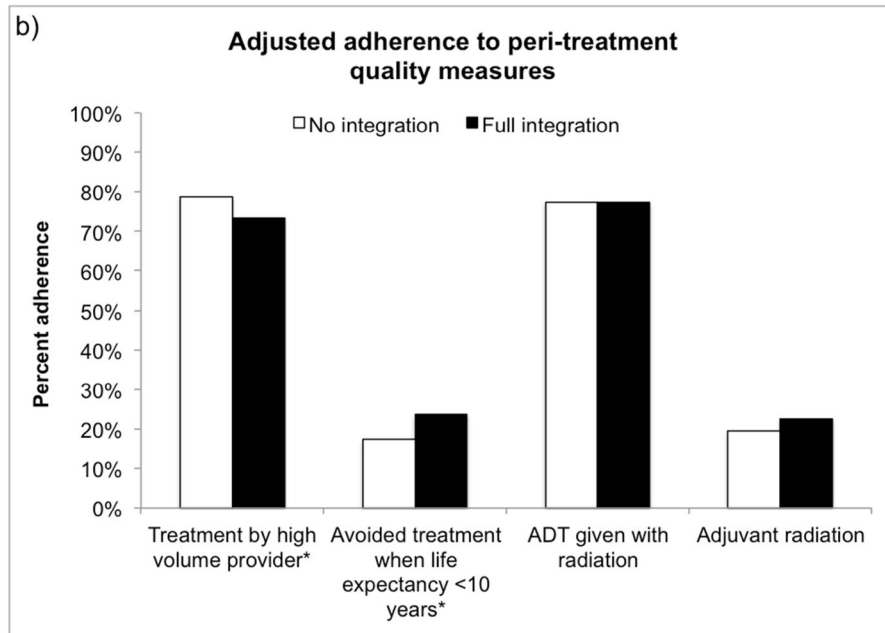 b)
Adjusted adherence to peri-treatment
quality measures
No integration Full integration
Percent adherence
100%
90%
80%
70%
60%
50%
40%
30%
20%
10%
0%
Treatment by high
volume provider*
Avoided treatment
when life
expectancy <10
years*
ADT given with
radiation
Adjuvant radiation